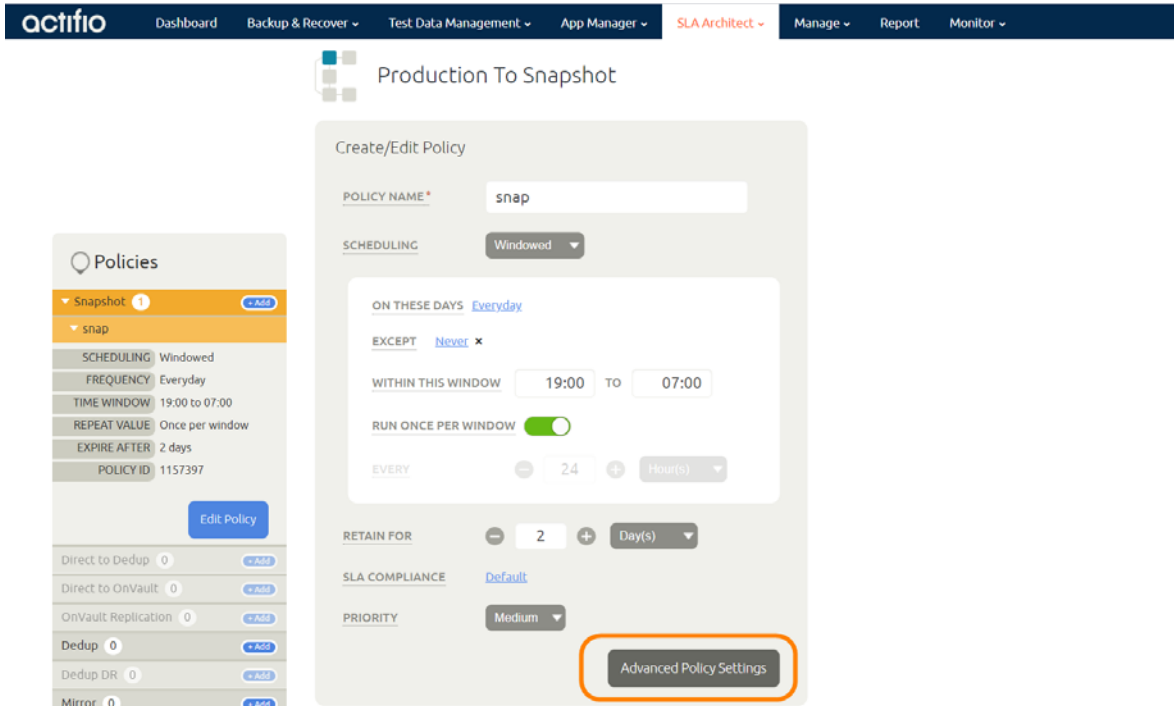 actifio Dashboard Backup & Recover Test Data Management App Manager SLA Architect Manage Report Monitor
Production To Snapshot
Policies
Snapshot 1 + Add
snap
SCHEDULING Windowed
FREQUENCY Everyday
TIME WINDOW 19:00 to 07:00
REPEAT VALUE Once per window
EXPIRE AFTER 2 days
POLICY ID 1157397
Edit Policy
Direct to Dedup 0 + Add
Direct to OnVault 0 + Add
OnVault Replication 0 + Add
Dedup 0 + Add
Dedup DR 0 + Add
Mirror 0 + Add
Create/Edit Policy
POLICY NAME* snap
SCHEDULING Windowed
ON THESE DAYS Everyday
EXCEPT Never ×
WITHIN THIS WINDOW 19:00 TO 07:00
RUN ONCE PER WINDOW
EVERY 24 Hour(s)
RETAIN FOR 2 Day(s)
SLA COMPLIANCE Default
PRIORITY Medium
Advanced Policy Settings